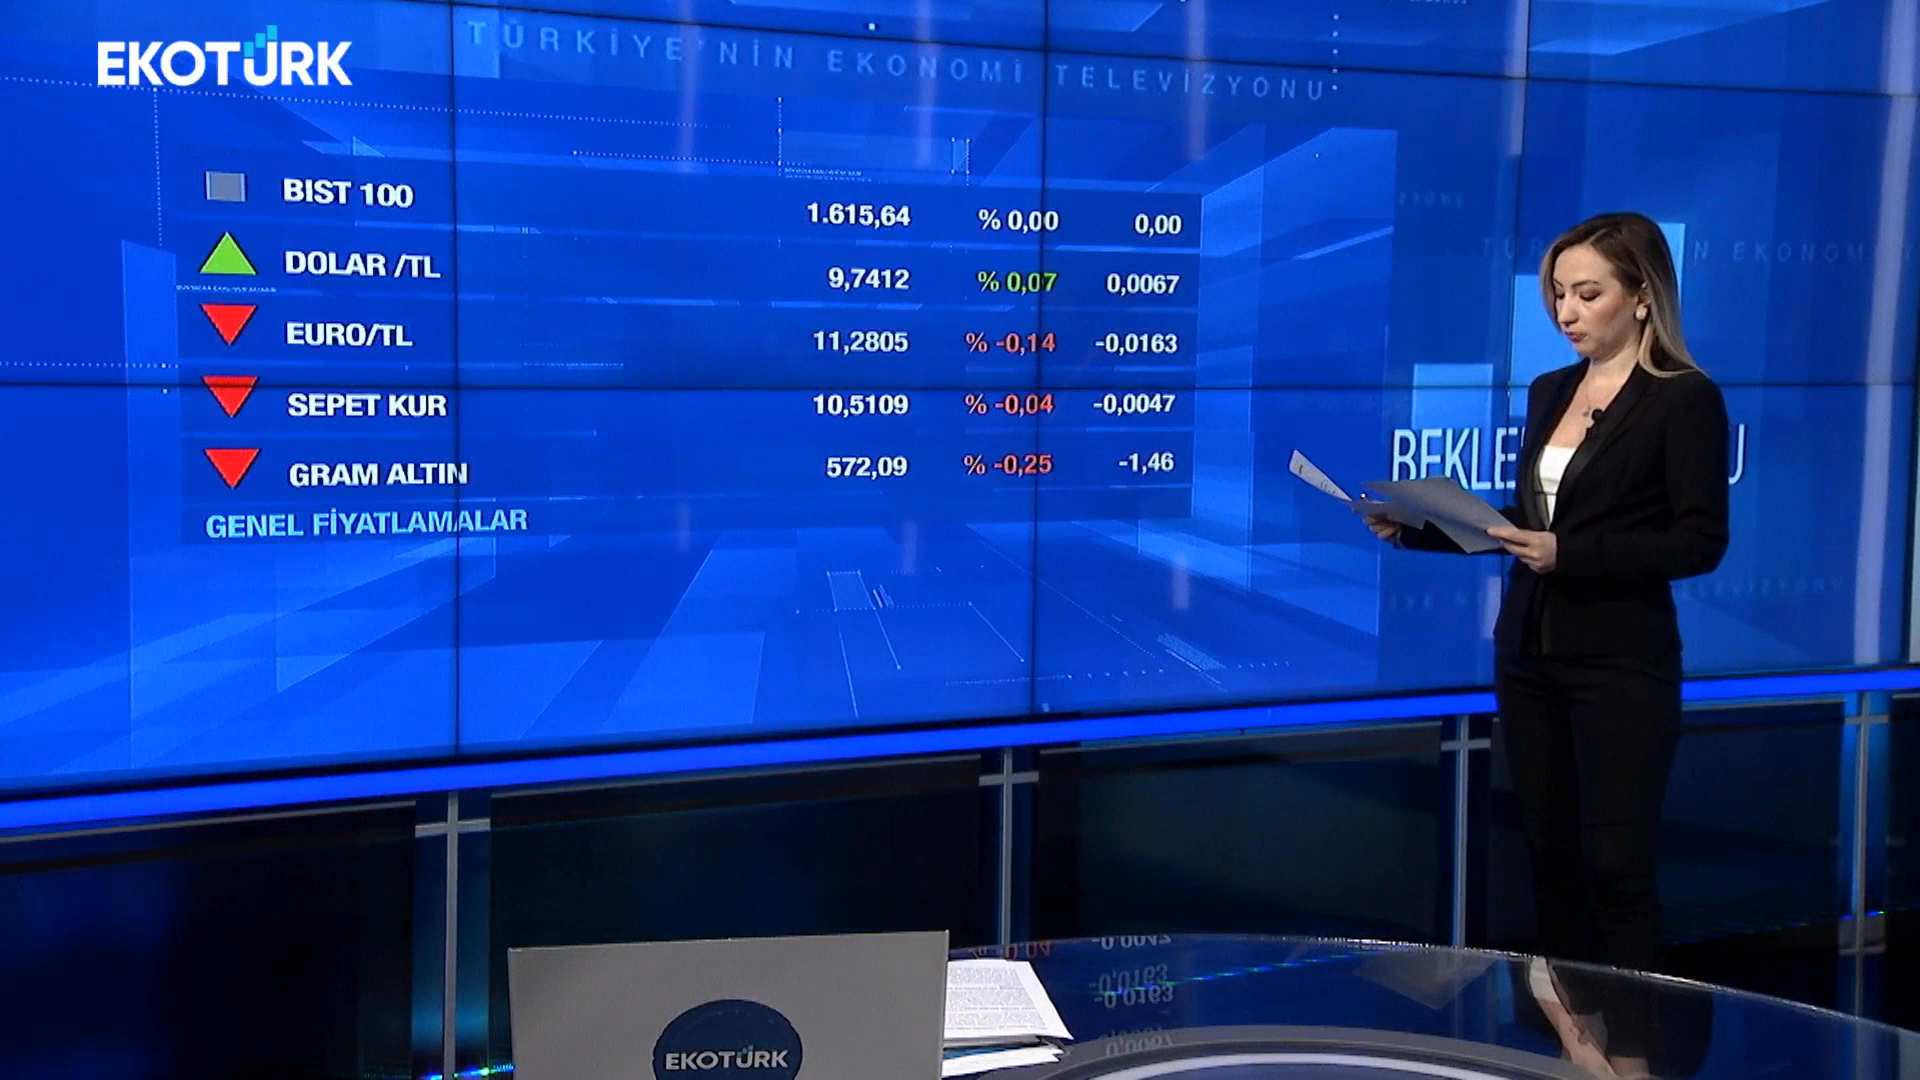 EKOTÜRK
TÜRKİYE'NİN EKONOMİ TELEVİZYONU
BIST 100 1.615,64 % 0,00 0,00
DOLAR /TL 9,7412 % 0,07 0,0067
EURO/TL 11,2805 % -0,14 -0,0163
SEPET KUR 10,5109 % -0,04 -0,0047
GRAM ALTIN 572,09 % -0,25 -1,46
GENEL FİYATLAMALAR
EKOTÜRK